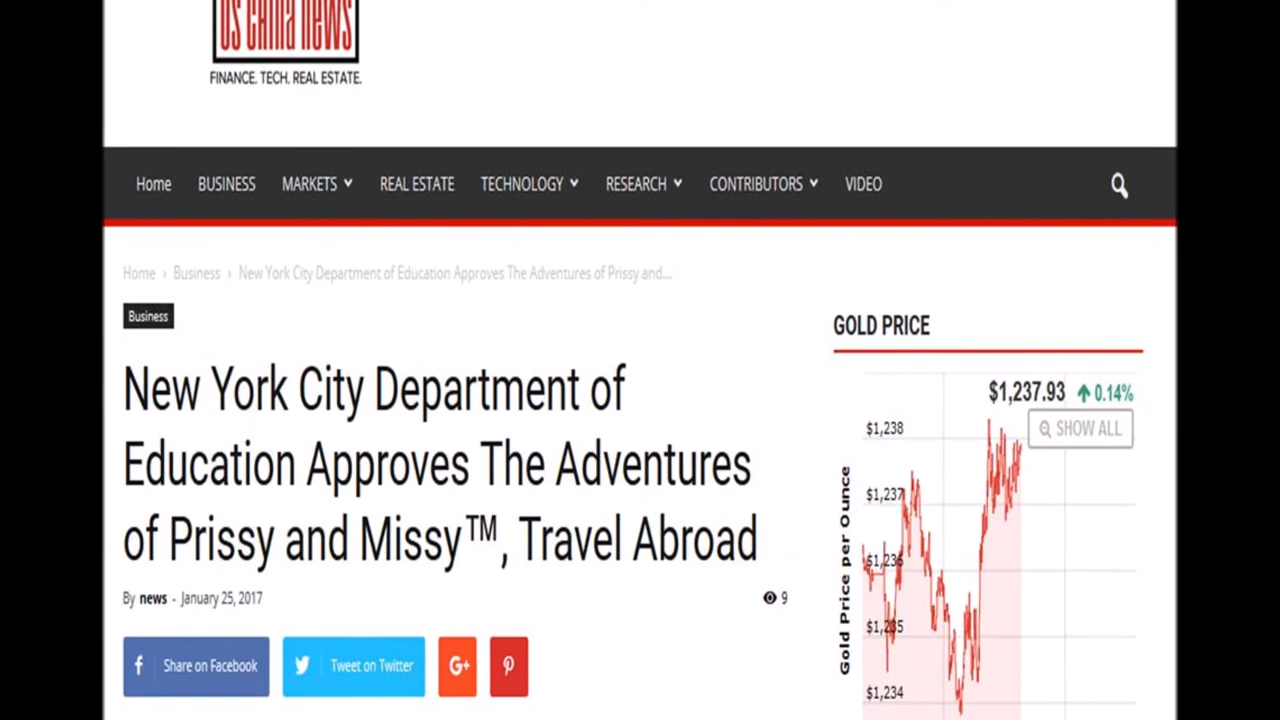 US China News
FINANCE. TECH. REAL ESTATE.
Home BUSINESS MARKETS REAL ESTATE TECHNOLOGY RESEARCH CONTRIBUTORS VIDEO
Home › Business › New York City Department of Education Approves The Adventures of Prissy and...
Business
New York City Department of
Education Approves The Adventures
of Prissy and Missy™, Travel Abroad
By news - January 25, 2017
9
Share on Facebook
Tweet on Twitter
G+
GOLD PRICE
$1,237.93 0.14%
SHOW ALL
$1,238
$1,237
$1,236
$1,235
$1,234
Gold Price per Ounce